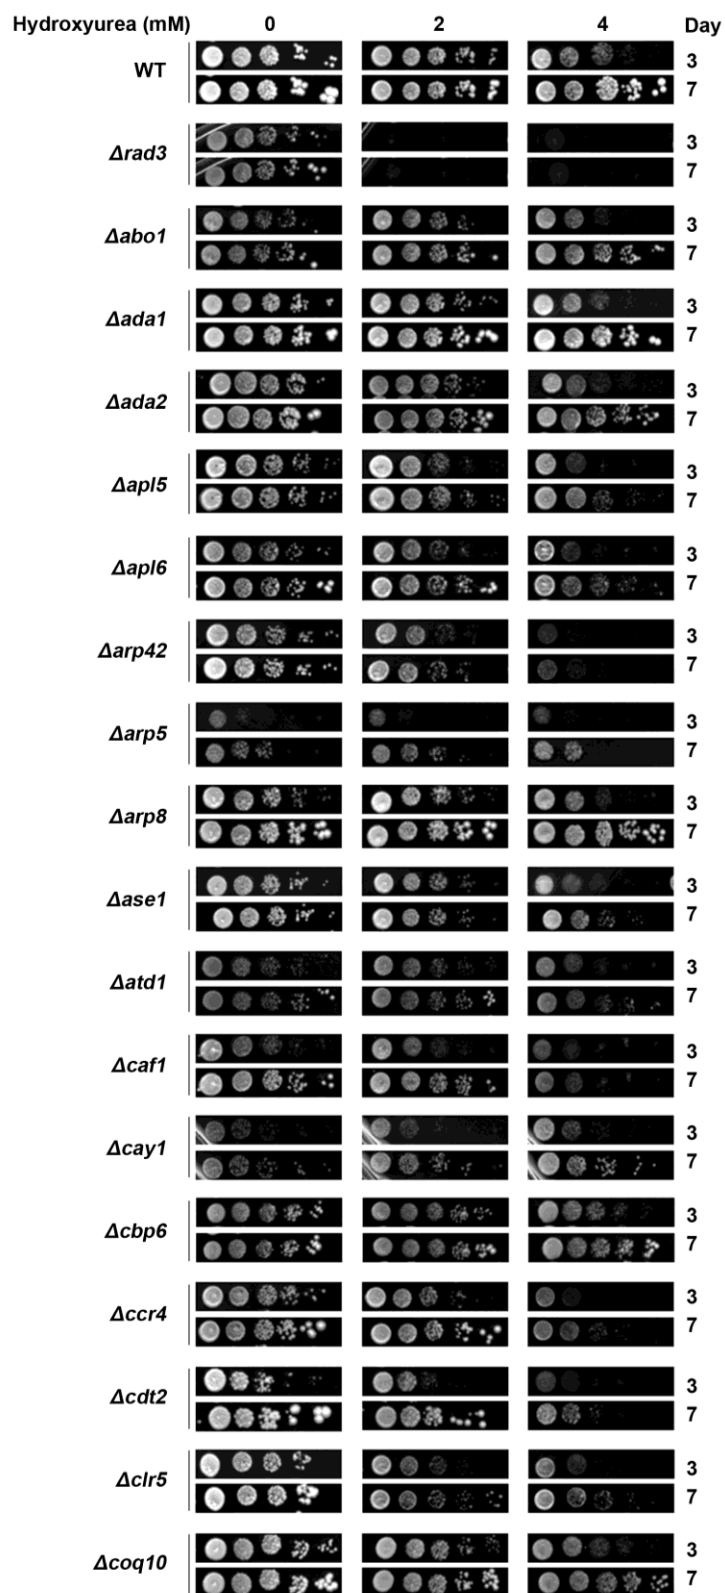 Hydroxyurea (mM) 0 2 4 Day
WT 3
7
Δrad3 3
7
Δabo1 3
7
Δada1 3
7
Δada2 3
7
Δapl5 3
7
Δapl6 3
7
Δarp42 3
7
Δarp5 3
7
Δarp8 3
7
Δase1 3
7
Δatd1 3
7
Δcaf1 3
7
Δcay1 3
7
Δcbp6 3
7
Δccr4 3
7
Δcdt2 3
7
Δclr5 3
7
Δcoq10 3
7